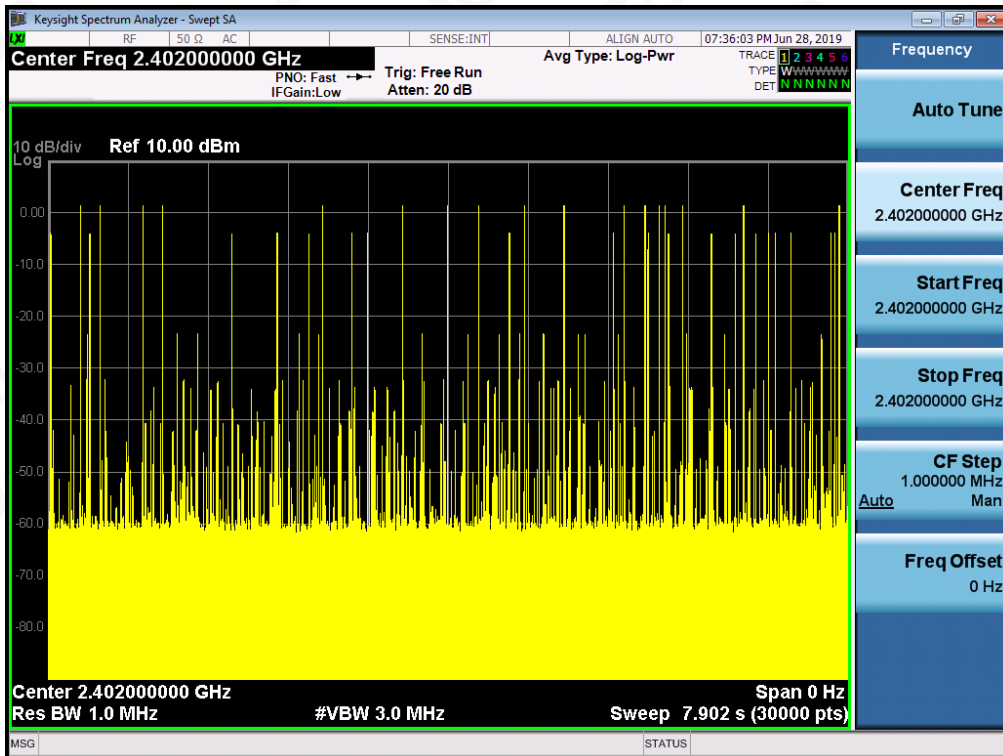 Keysight Spectrum Analyzer - Swept SA
LXI RF 50 Ω AC SENSE:INT ALIGN AUTO 07:36:03 PM Jun 28, 2019
Center Freq 2.402000000 GHz
PNO: Fast
IFGain:Low
Trig: Free Run
Atten: 20 dB
Avg Type: Log-Pwr
TRACE 1 2 3 4 5 6
TYPE WWWWWW
DET N N N N N N
10 dB/div Ref 10.00 dBm
Log
0.00
-10.0
-20.0
-30.0
-40.0
-50.0
-60.0
-70.0
-80.0
Center 2.402000000 GHz Span 0 Hz
Res BW 1.0 MHz #VBW 3.0 MHz Sweep 7.902 s (30000 pts)
MSG STATUS
Frequency
Auto Tune
Center Freq
2.402000000 GHz
Start Freq
2.402000000 GHz
Stop Freq
2.402000000 GHz
CF Step
1.000000 MHz
Auto Man
Freq Offset
0 Hz